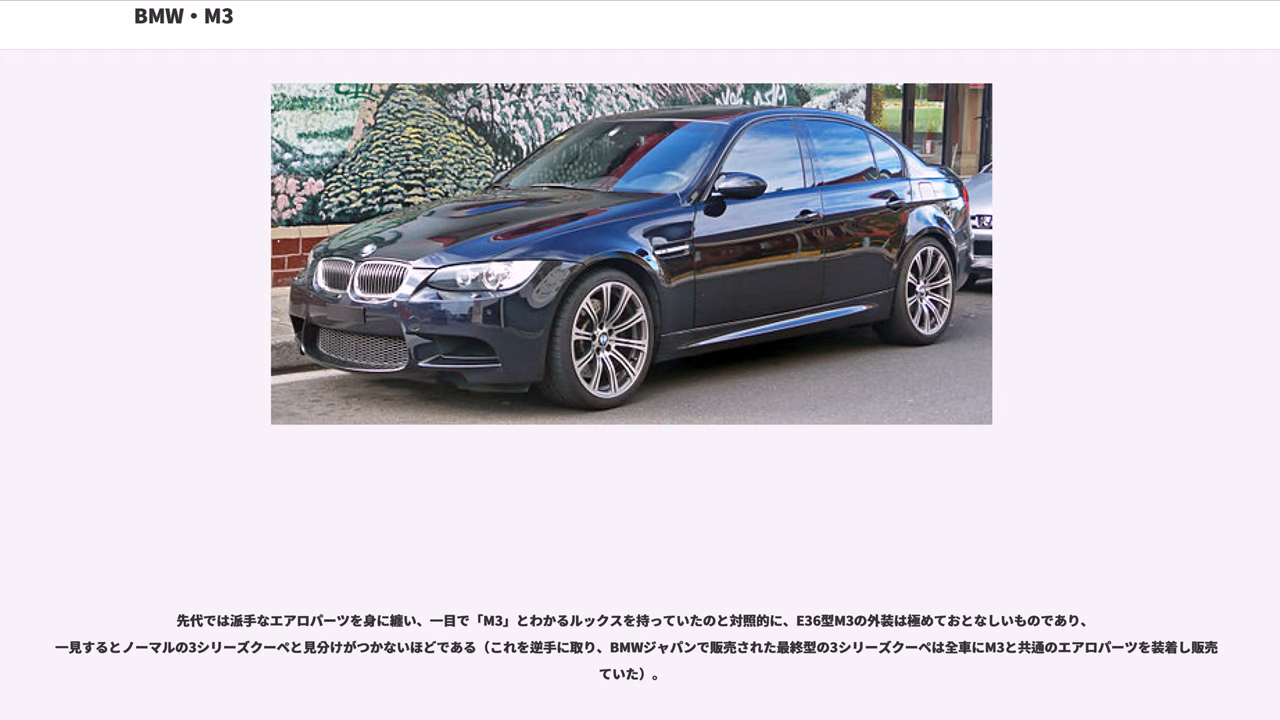 BMW・M3
先代では派手なエアロパーツを身に纏い、一目で「M3」とわかるルックスを持っていたのと対照的に、E36型M3の外装は極めておとなしいものであり、
一見するとノーマルの3シリーズクーペと見分けがつかないほどである（これを逆手に取り、BMWジャパンで販売された最終型の3シリーズクーペは全車にM3と共通のエアロパーツを装着し販売
ていた）。